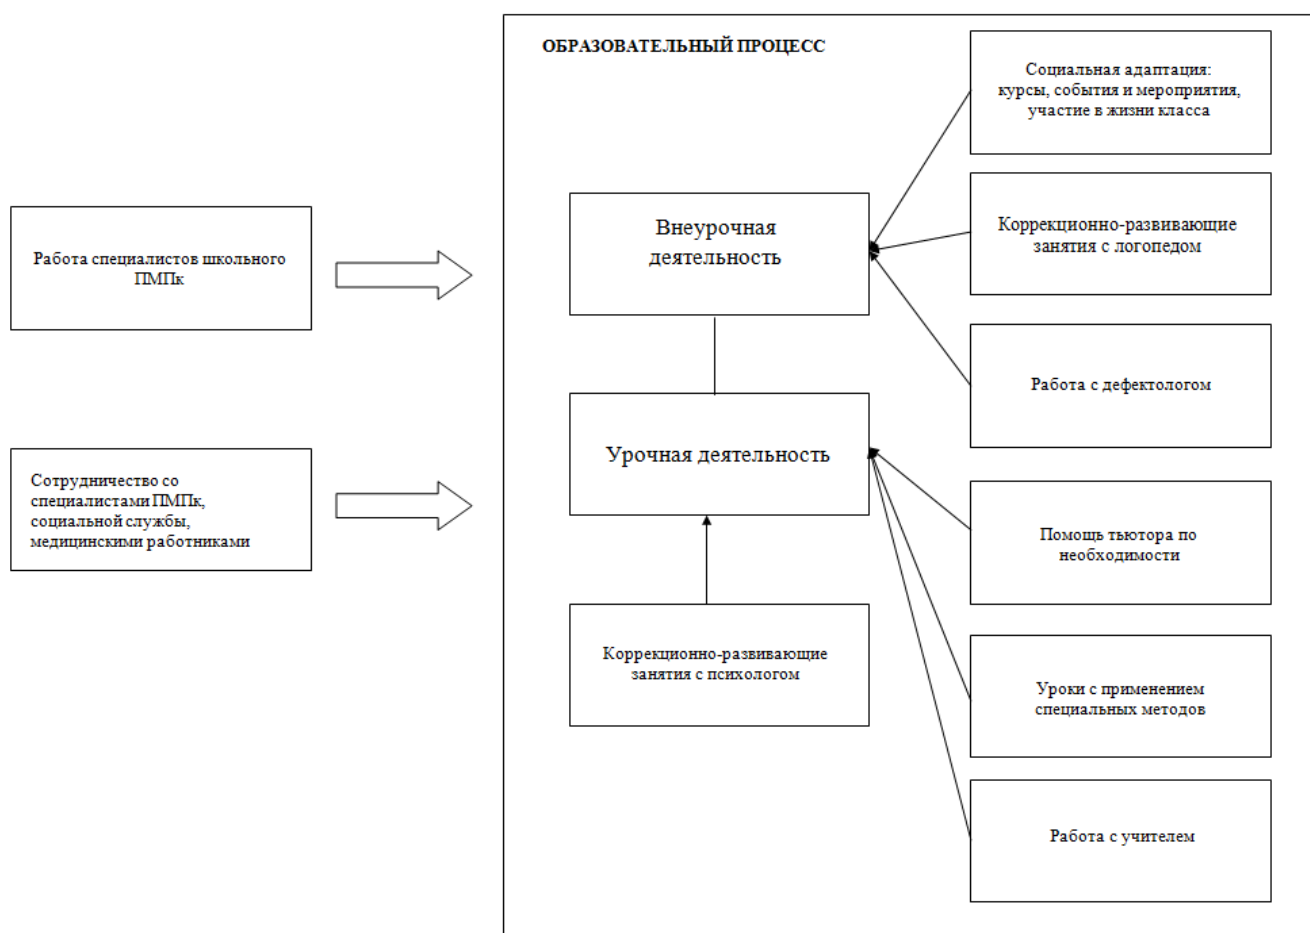 ОБРАЗОВАТЕЛЬНЫЙ ПРОЦЕСС
Работа специалистов школьного
ПМПк
Сотрудничество со
специалистами ПМПк,
социальной службы,
медицинскими работниками
Внеурочная
деятельность
Урочная деятельность
Коррекционно-развивающие
занятия с психологом
Социальная адаптация:
курсы, события и мероприятия,
участие в жизни класса
Коррекционно-развивающие
занятия с логопедом
Работа с дефектологом
Помощь тьютора по
необходимости
Уроки с применением
специальных методов
Работа с учителем